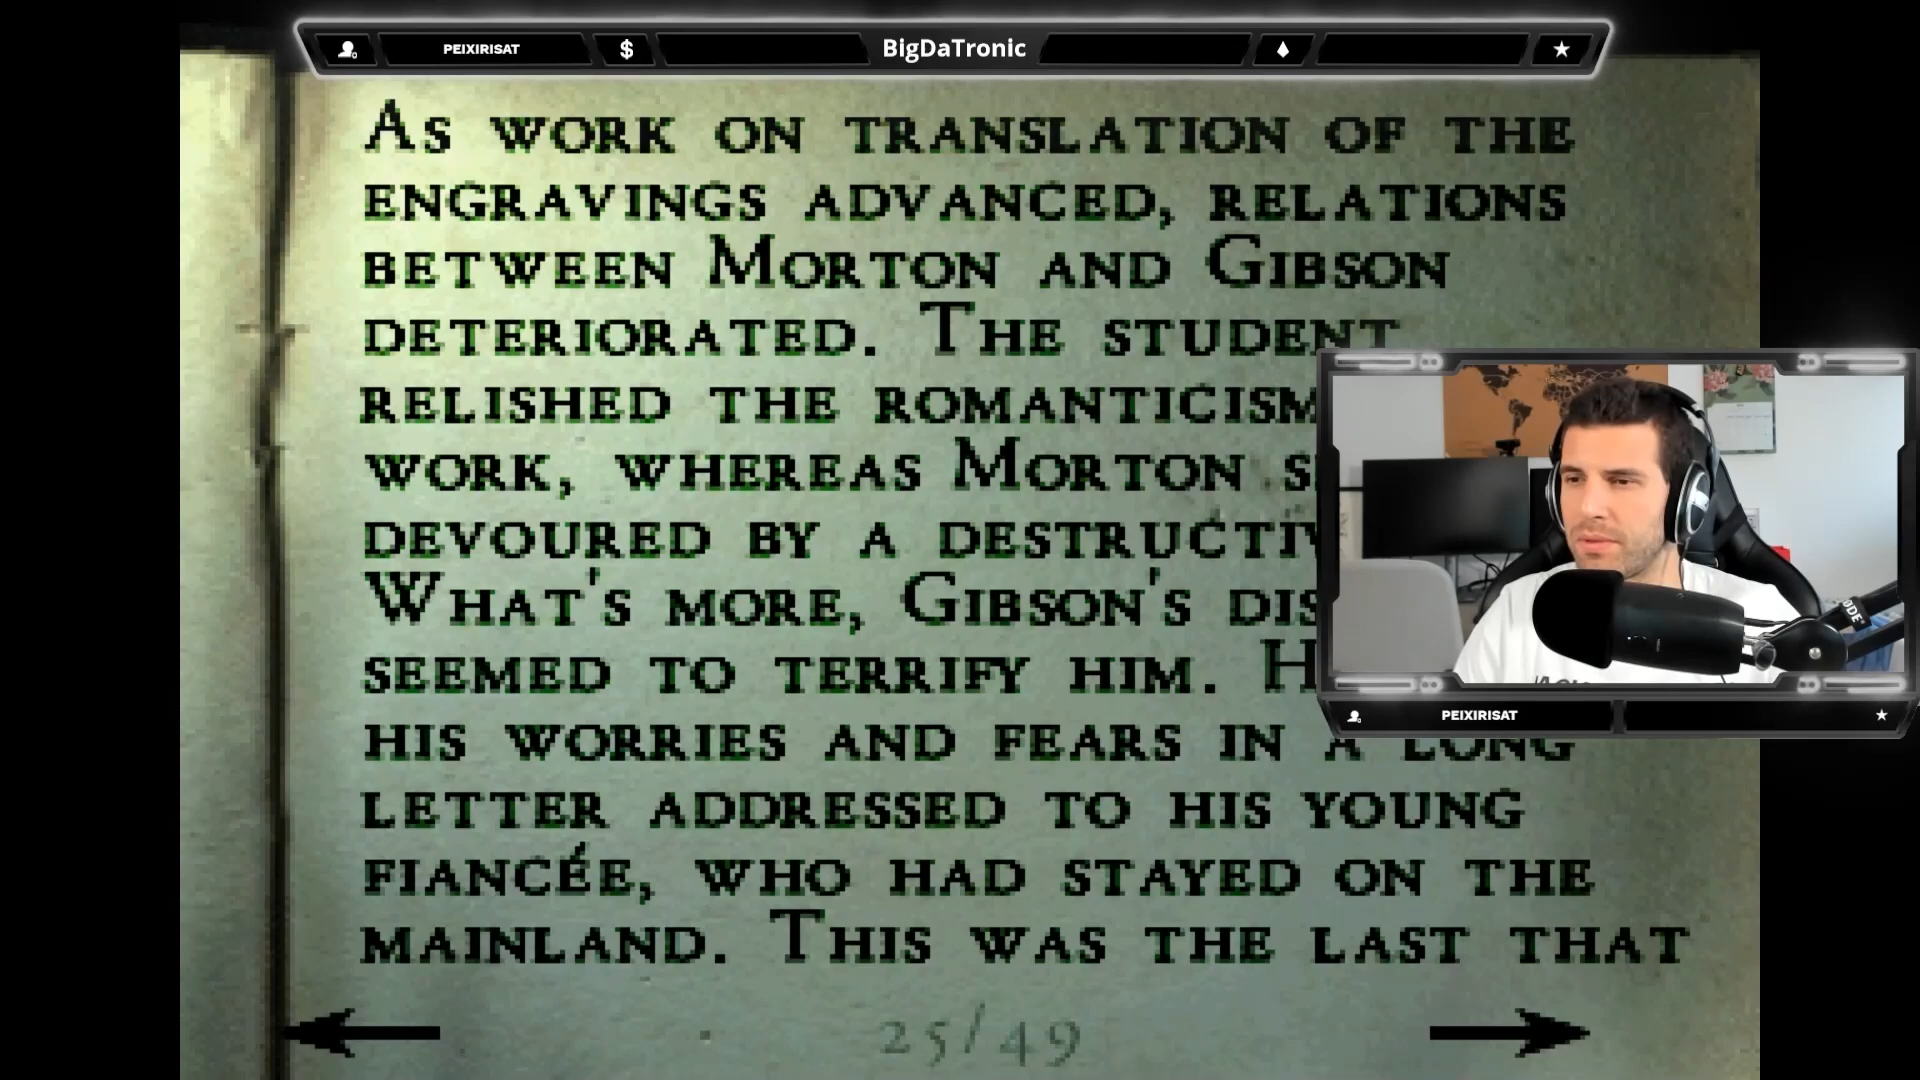 PEIXIRISAT $ BigDaTronic
As work on translation of the
engravings advanced, relations
between Morton and Gibson
deteriorated. The student
relished the romanticism
work, whereas Morton
devoured by a
What's more, Gibson's
seemed to terrify him.
his worries and fears in a long
letter addressed to his young
fiancée, who had stayed on the
mainland. This was the last that
25/49
PEIXIRISAT